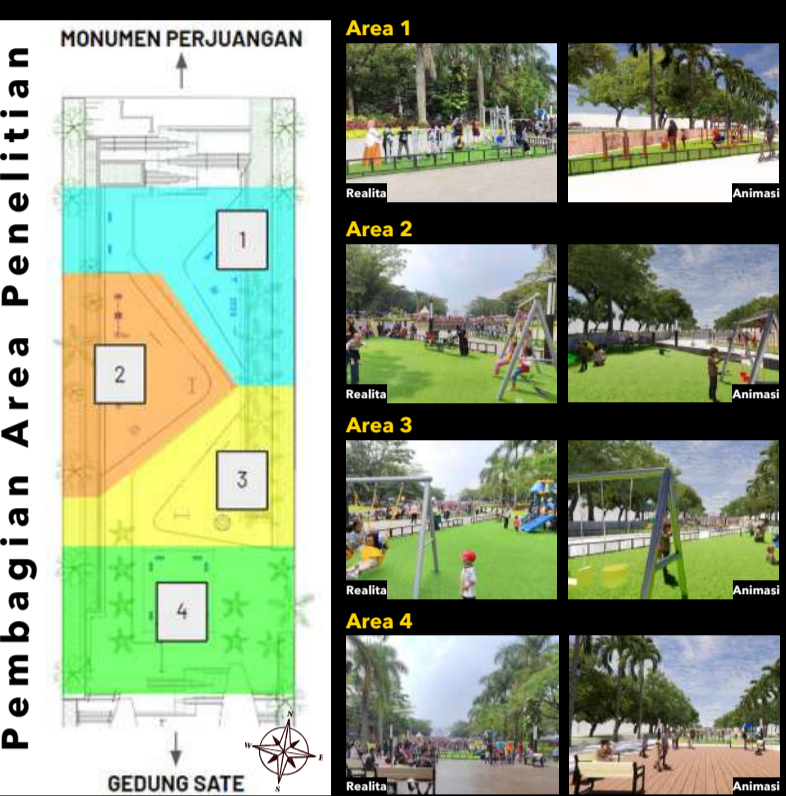 Pembagian Area Penelitian
MONUMEN PERJUANGAN
1
2
3
4
N
W
E
S
GEDUNG SATE
Area 1
Realita
Animasi
Area 2
Realita
Animasi
Area 3
Realita
Animasi
Area 4
Realita
Animasi